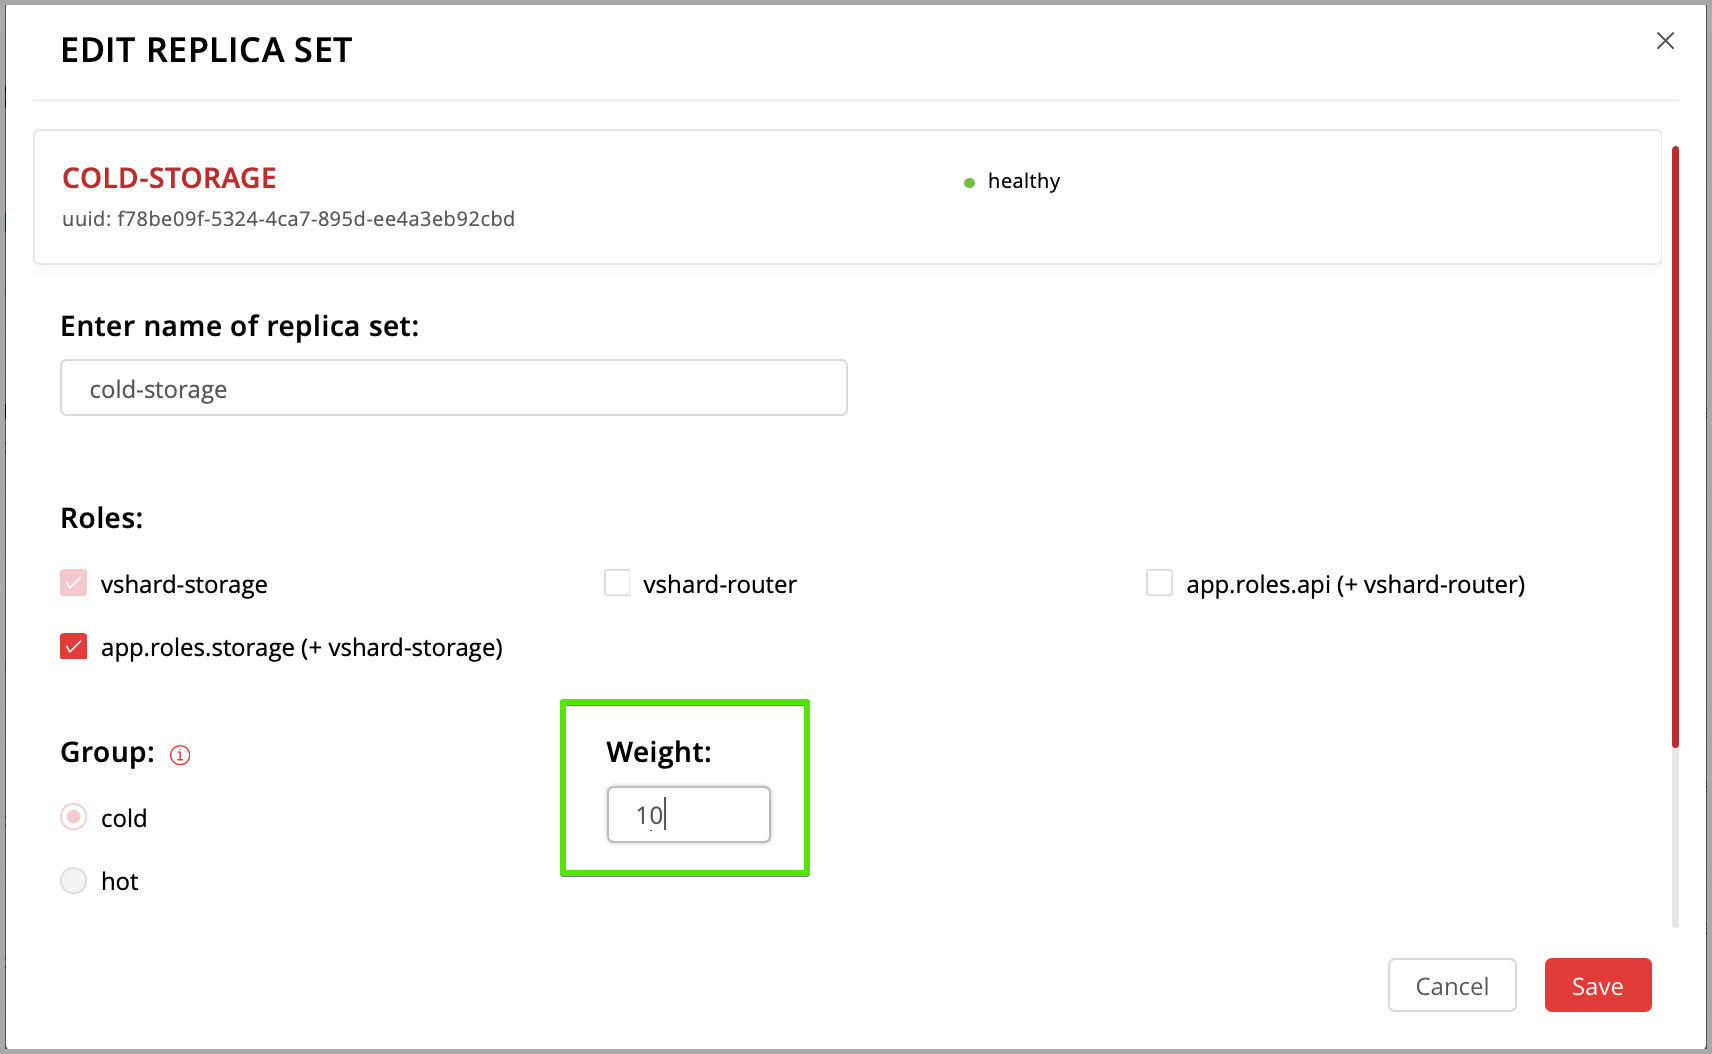 EDIT REPLICA SET
COLD-STORAGE
healthy
uuid: f78be09f-5324-4ca7-895d-ee4a3eb92cbd
Enter name of replica set:
cold-storage
Roles:
vshard-storage
vshard-router
app.roles.api (+ vshard-router)
app.roles.storage (+ vshard-storage)
Group:
cold
hot
Weight:
10
Cancel
Save